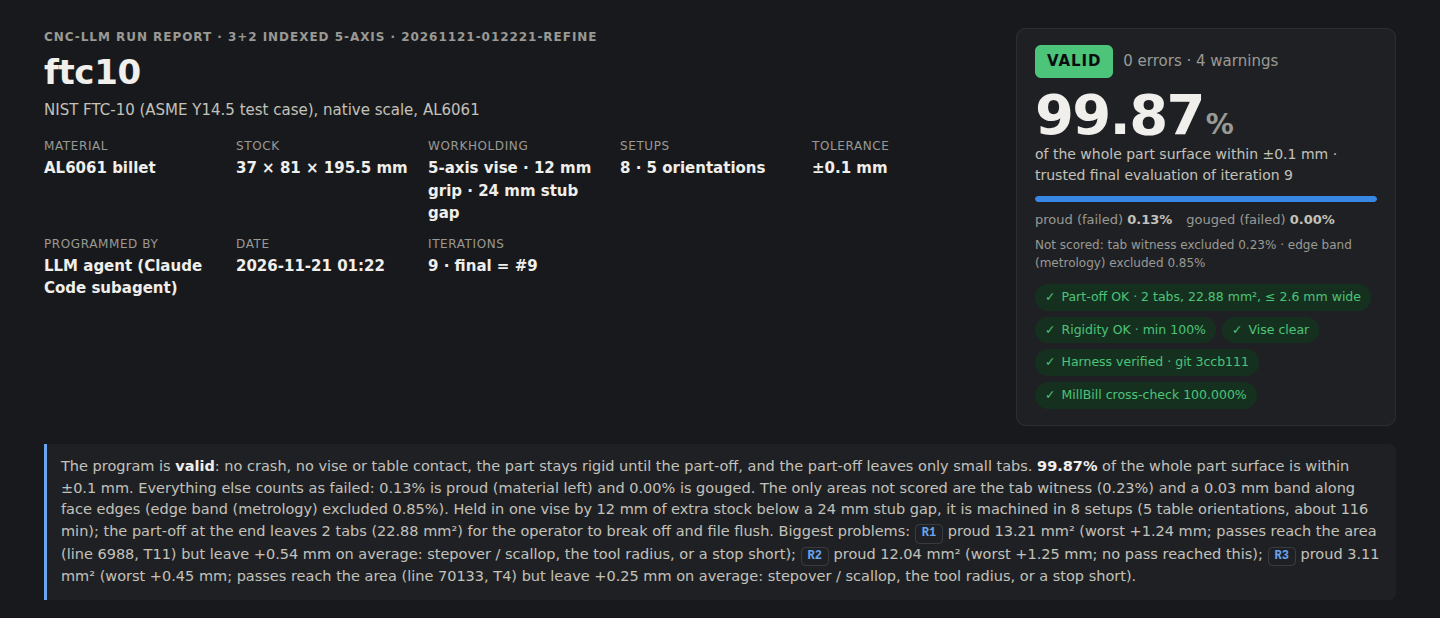 CNC-LLM RUN REPORT · 3+2 INDEXED 5-AXIS · 20261121-012221-REFINE
ftc10
NIST FTC-10 (ASME Y14.5 test case), native scale, AL6061
MATERIAL
AL6061 billet
STOCK
37 × 81 × 195.5 mm
WORKHOLDING
5-axis vise · 12 mm
grip · 24 mm stub
gap
SETUPS
8 · 5 orientations
TOLERANCE
±0.1 mm
PROGRAMMED BY
LLM agent (Claude
Code subagent)
DATE
2026-11-21 01:22
ITERATIONS
9 · final = #9
VALID 0 errors · 4 warnings
99.87%
of the whole part surface within ±0.1 mm ·
trusted final evaluation of iteration 9
proud (failed) 0.13% gouged (failed) 0.00%
Not scored: tab witness excluded 0.23% · edge band
(metrology) excluded 0.85%
✓ Part-off OK · 2 tabs, 22.88 mm², ≤ 2.6 mm wide
✓ Rigidity OK · min 100% ✓ Vise clear
✓ Harness verified · git 3ccb111
✓ MillBill cross-check 100.000%
The program is valid: no crash, no vise or table contact, the part stays rigid until the part-off, and the part-off leaves only small tabs. 99.87% of the whole part surface is within
±0.1 mm. Everything else counts as failed: 0.13% is proud (material left) and 0.00% is gouged. The only areas not scored are the tab witness (0.23%) and a 0.03 mm band along
face edges (edge band (metrology) excluded 0.85%). Held in one vise by 12 mm of extra stock below a 24 mm stub gap, it is machined in 8 setups (5 orientations, about 116
min); the part-off at the end leaves 2 tabs (22.88 mm²) for the operator to break off and file flush. Biggest problems: R1 proud 13.21 mm² (worst +1.24 mm; passes reach the area
(line 6988, T11) but leave +0.54 mm on average: stepover / scallop, the tool radius, or a stop short); R2 proud 12.04 mm² (worst +1.25 mm; no pass reached this); R3 proud 3.11
mm² (worst +0.45 mm; passes reach the area (line 70133, T4) but leave +0.25 mm on average: stepover / scallop, the tool radius, or a stop short).